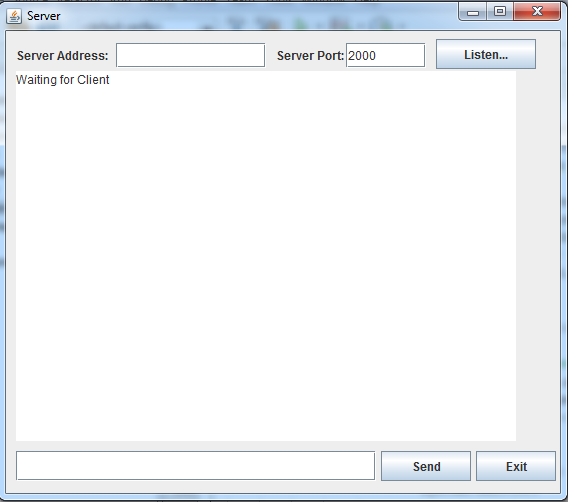 Server
Server Address: Server Port: 2000 Listen...
Waiting for Client
Send Exit